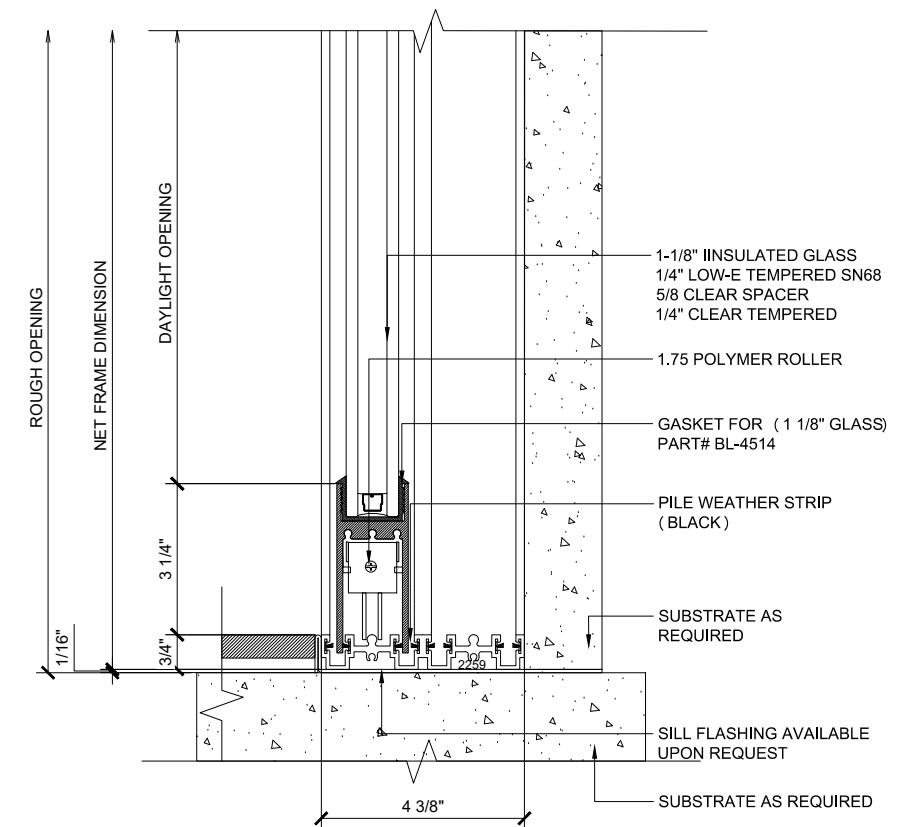 ROUGH OPENING
NET FRAME DIMENSION
DAYLIGHT OPENING
1-1/8" IINSULATED GLASS
1/4" LOW-E TEMPERED SN68
5/8 CLEAR SPACER
1/4" CLEAR TEMPERED
1.75 POLYMER ROLLER
GASKET FOR ( 1 1/8" GLASS)
PART# BL-4514
PILE WEATHER STRIP
( BLACK )
3 1/4"
SUBSTRATE AS
REQUIRED
1/16"
3/4"
2259
SILL FLASHING AVAILABLE
UPON REQUEST
SUBSTRATE AS REQUIRED
4 3/8"